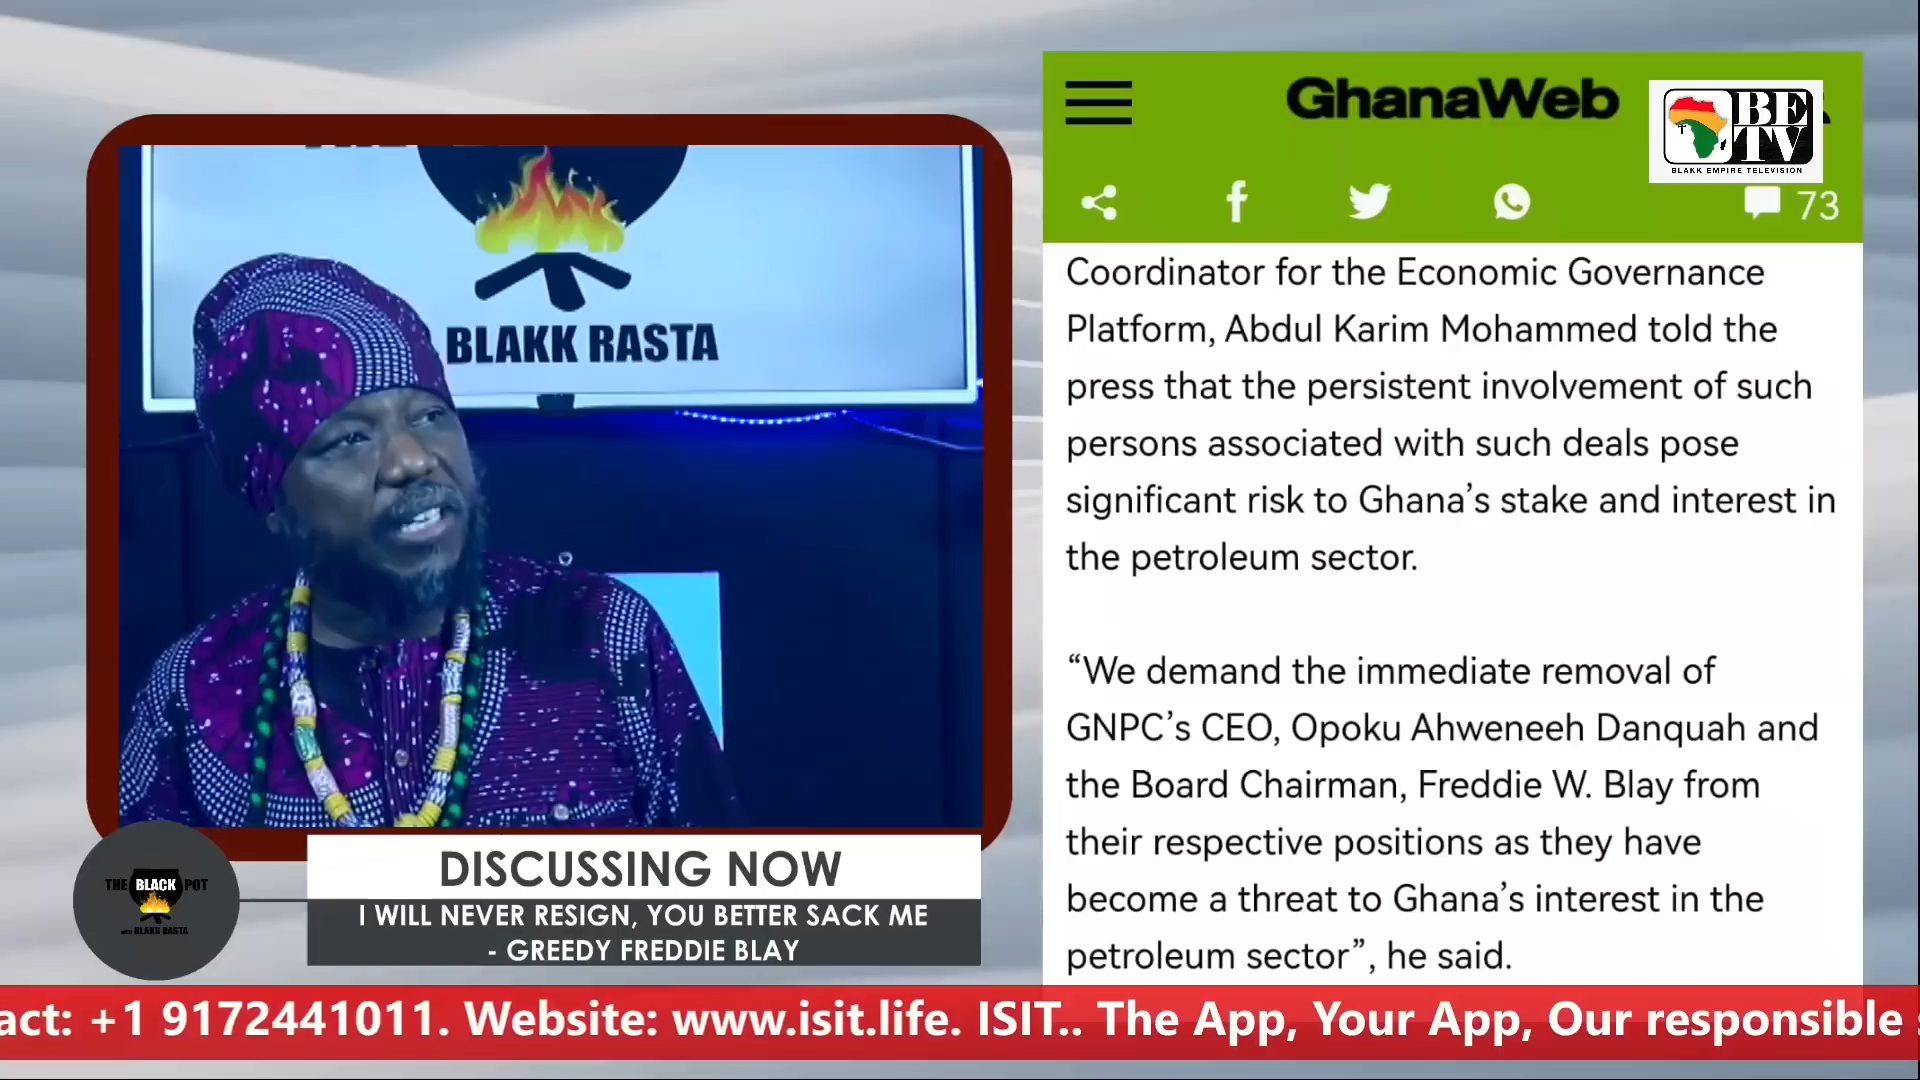 GhanaWeb
BE
TV
BLAKK EMPIRE TELEVISION
73
BLAKK RASTA
Coordinator for the Economic Governance
Platform, Abdul Karim Mohammed told the
press that the persistent involvement of such
persons associated with such deals pose
significant risk to Ghana’s stake and interest in
the petroleum sector.
“We demand the immediate removal of
GNPC’s CEO, Opoku Ahweneeh Danquah and
the Board Chairman, Freddie W. Blay from
their respective positions as they have
become a threat to Ghana’s interest in the
petroleum sector”, he said.
THE BLACK POT
with BLAKK RASTA
DISCUSSING NOW
I WILL NEVER RESIGN, YOU BETTER SACK ME
- GREEDY FREDDIE BLAY
act: +1 9172441011. Website: www.isit.life. ISIT.. The App, Your App, Our responsible